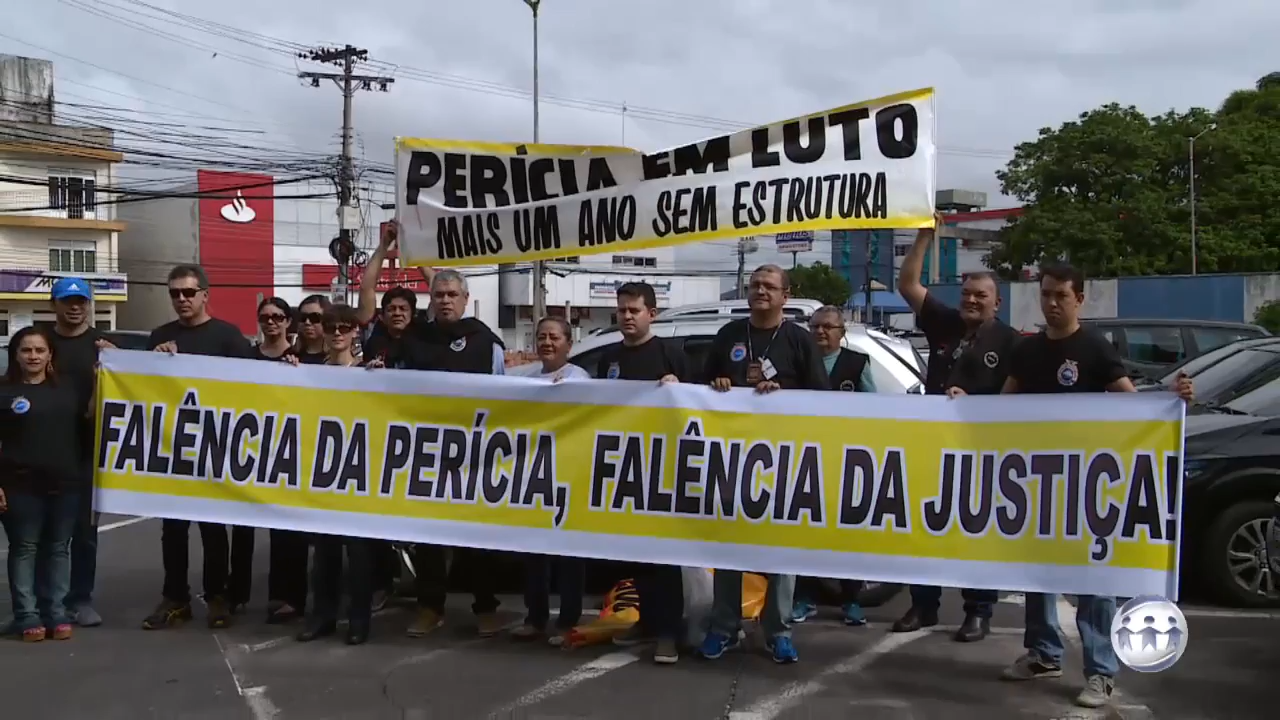 PERÍCIA EM LUTO
MAIS UM ANO SEM ESTRUTURA
FALÊNCIA DA PERÍCIA, FALÊNCIA DA JUSTIÇA!